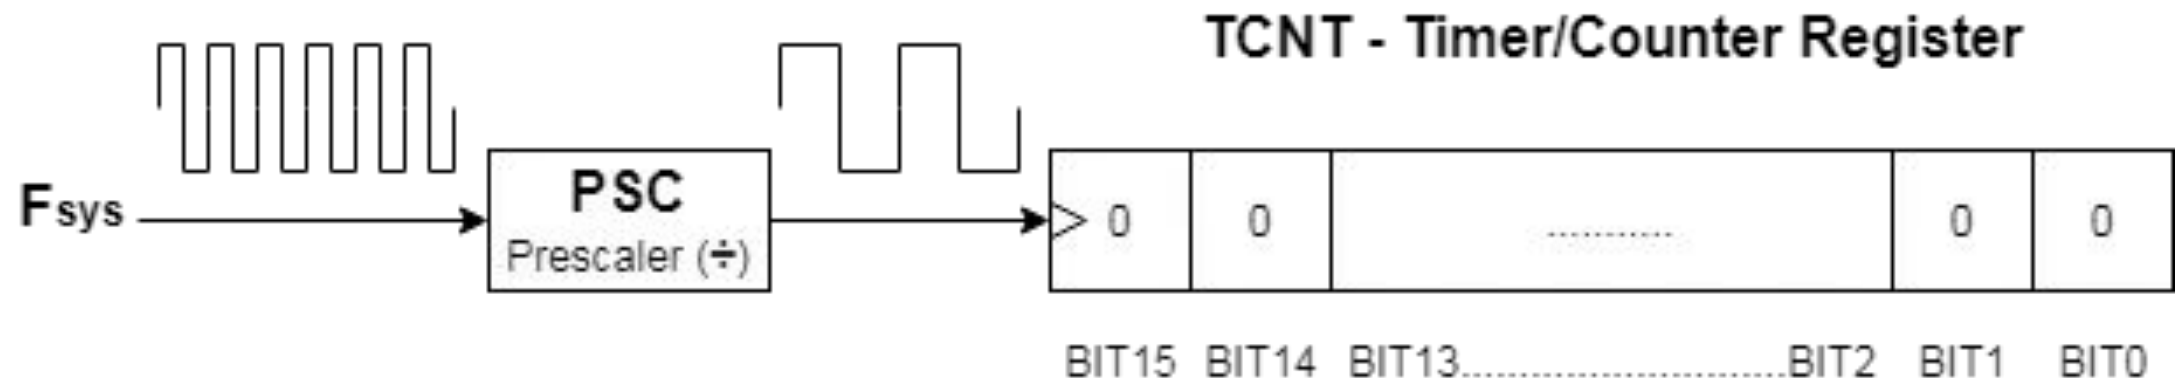 TCNT - Timer/Counter Register
Fsys
PSC
Prescaler (÷)
0 0 ............ 0 0
BIT15 BIT14 BIT13............................BIT2 BIT1 BIT0